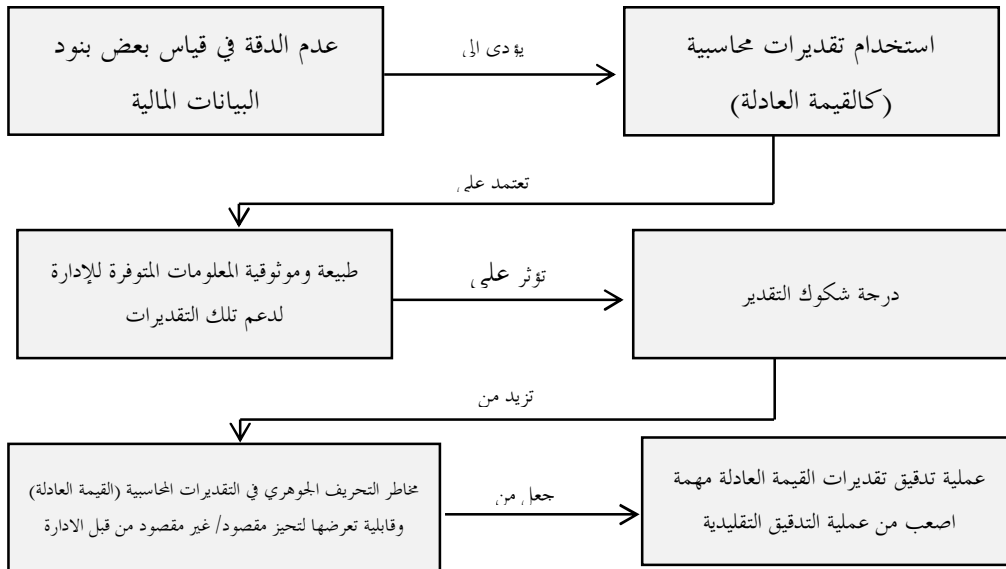 عدم الدقة في قياس بعض بنود
البيانات المالية
يؤدى الى
استخدام تقديرات محاسبية
(كالقيمة العادلة)
تعتمد على
طبيعة وموثوقية المعلومات المتوفرة للإدارة
لدعم تلك التقديرات
تؤثر على
درجة شكوك التقدير
تزيد من
مخاطر التحريف الجوهري في التقديرات المحاسبية (القيمة العادلة)
وقابلية تعرضها لتحيز مقصود/ غير مقصود من قبل الادارة
جعل من
عملية تدقيق تقديرات القيمة العادلة مهمة
اصعب من عملية التدقيق التقليدية